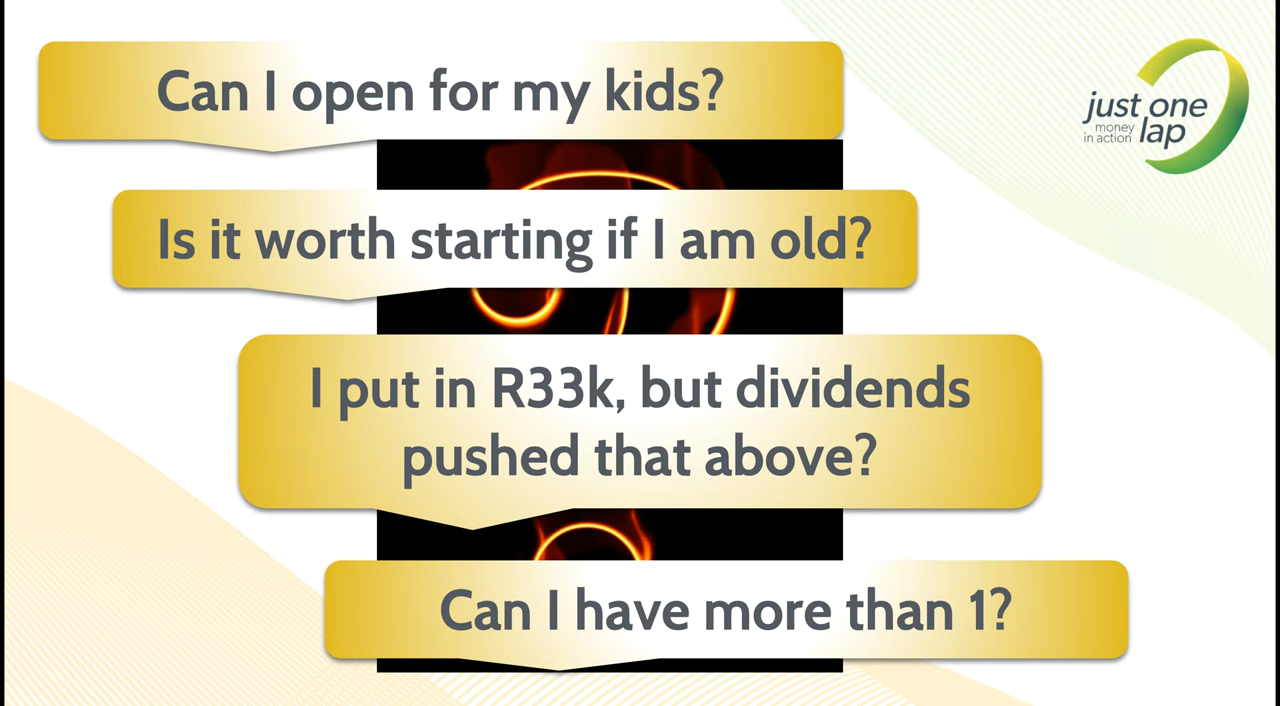 Can I open for my kids?
just one
money
in action lap
Is it worth starting if I am old?
I put in R33k, but dividends
pushed that above?
Can I have more than 1?